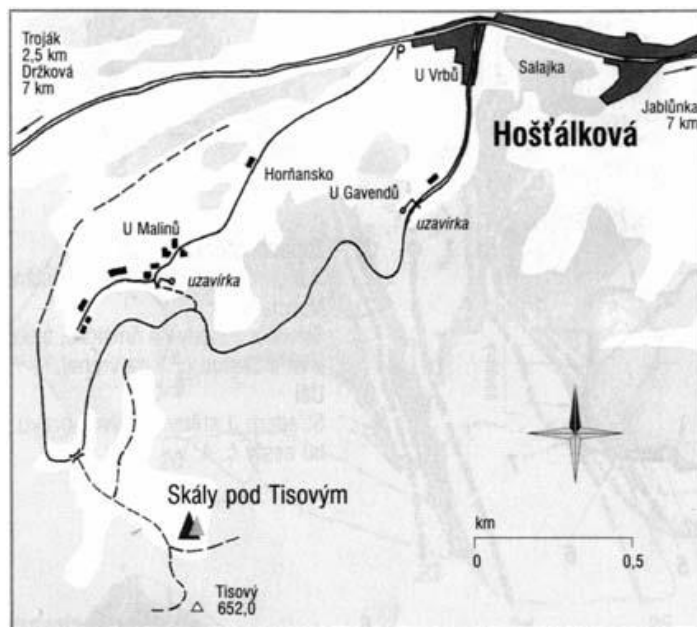 Troják
2,5 km
Držková
7 km
P
U Vrbů
Salajka
Jablůnka
7 km
Hošťálková
Horňansko
U Gavendů
uzavírka
U Malinů
uzavírka
Skály pod Tisovým
km
0
0,5
Tisový
652,0